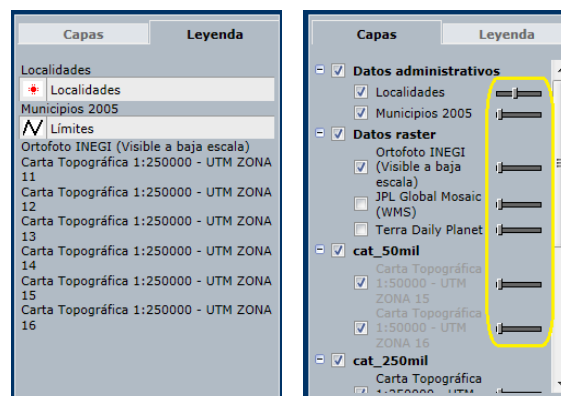 Capas
Leyenda
Localidades
Localidades
Municipios 2005
Límites
Ortofoto INEGI (Visible a baja escala)
Carta Topográfica 1:250000 - UTM ZONA
11
Carta Topográfica 1:250000 - UTM ZONA
12
Carta Topográfica 1:250000 - UTM ZONA
13
Carta Topográfica 1:250000 - UTM ZONA
14
Carta Topográfica 1:250000 - UTM ZONA
15
Carta Topográfica 1:250000 - UTM ZONA
16
Capas
Leyenda
Datos administrativos
Localidades
Municipios 2005
Datos raster
Ortofoto INEGI
(Visible a baja
escala)
JPL Global Mosaic
(WMS)
Terra Daily Planet
cat_50mil
Carta Topográfica
1:50000 - UTM
ZONA 15
Carta Topográfica
1:50000 - UTM
ZONA 16
cat_250mil
Carta Topográfica
1:250000 - UTM